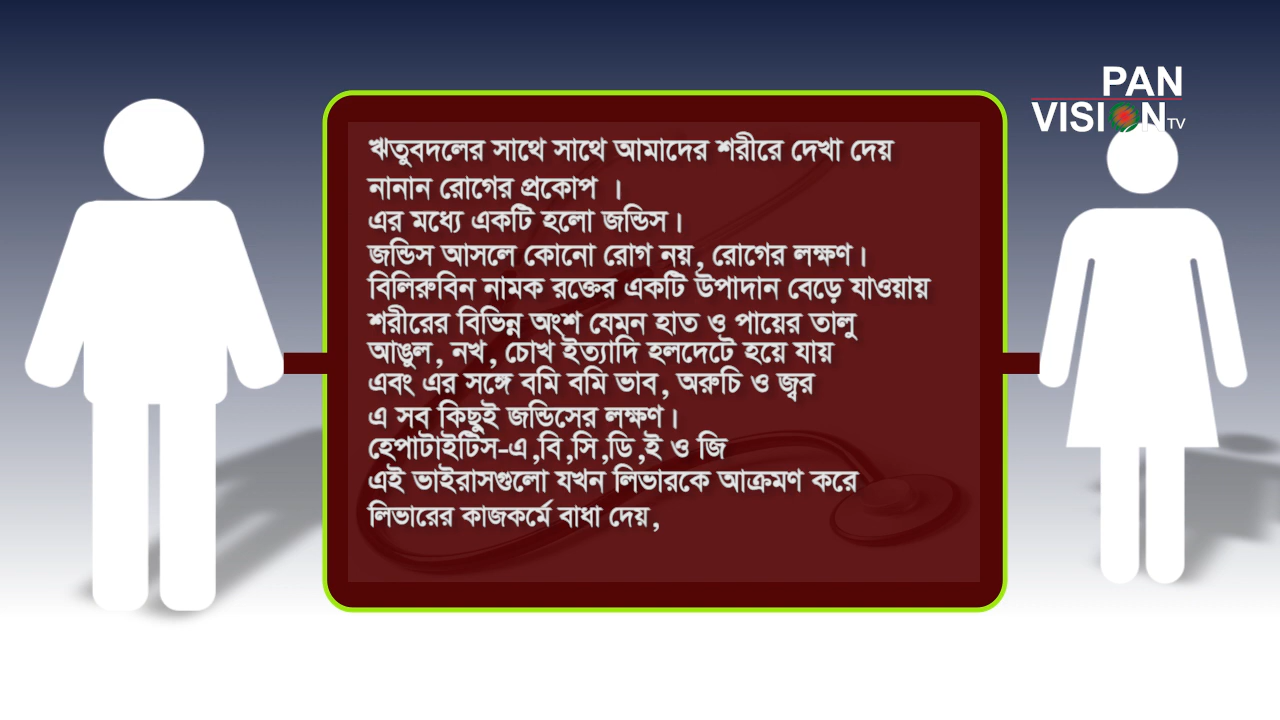 PAN
VISION TV
ঋতুবদলের সাথে সাথে আমাদের শরীরে দেখা দেয়
নানান রোগের প্রকোপ ।
এর মধ্যে একটি হলো জন্ডিস।
জন্ডিস আসলে কোনো রোগ নয়, রোগের লক্ষণ।
বিলিরুবিন নামক রক্তের একটি উপাদান বেড়ে যাওয়ায়
শরীরের বিভিন্ন অংশ যেমন হাত ও পায়ের তালু
আঙুল, নখ, চোখ ইত্যাদি হলদেটে হয়ে যায়
এবং এর সঙ্গে বমি বমি ভাব, অরুচি ও জ্বর
এ সব কিছুই জন্ডিসের লক্ষণ।
হেপাটাইটিস-এ,বি,সি,ডি,ই ও জি
এই ভাইরাসগুলো যখন লিভারকে আক্রমণ করে
লিভারের কাজকর্মে বাধা দেয়,